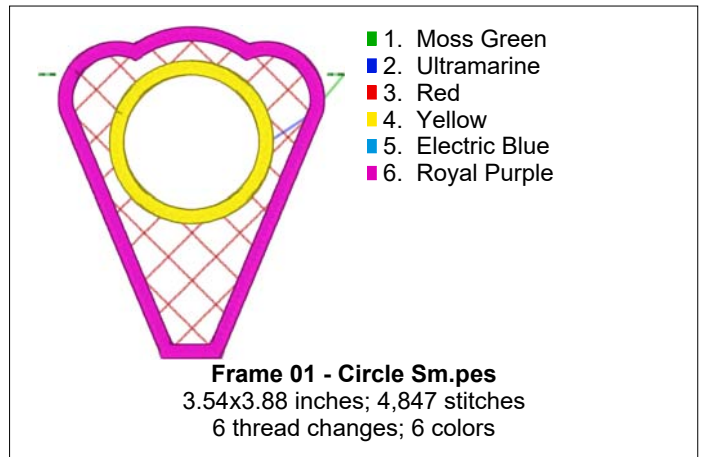 1. Moss Green
2. Ultramarine
3. Red
4. Yellow
5. Electric Blue
6. Royal Purple
Frame 01 - Circle Sm.pes
3.54x3.88 inches; 4,847 stitches
6 thread changes; 6 colors